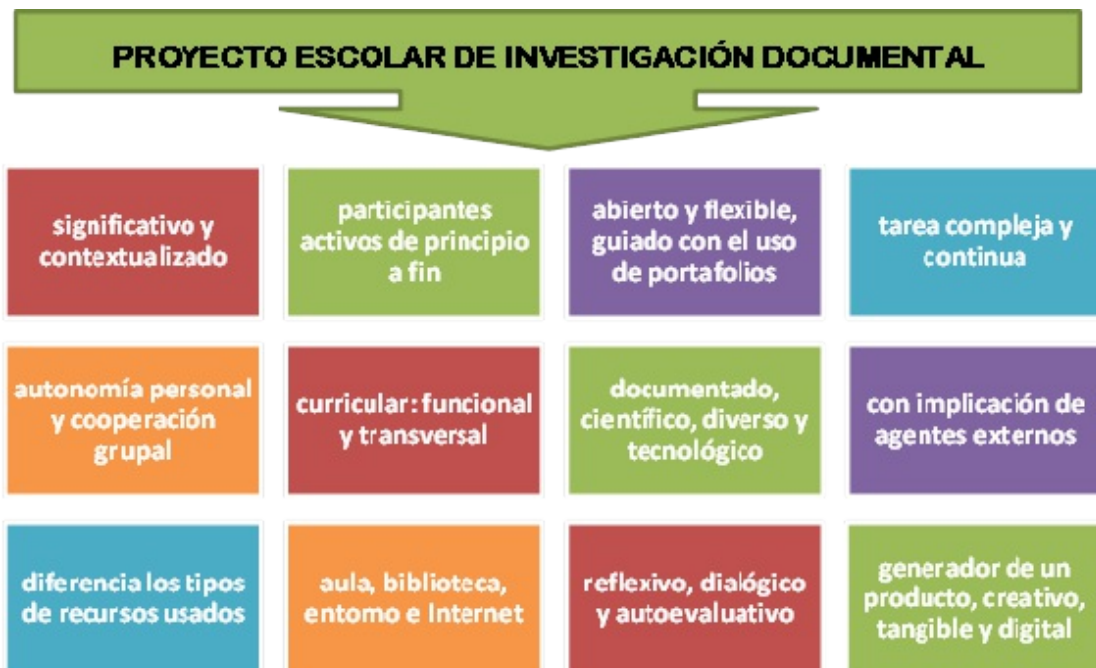 PROYECTO ESCOLAR DE INVESTIGACIÓN DOCUMENTAL
significativo y
contextualizado
participantes
activos de principio
a fin
abierto y flexible,
guiado con el uso
de portafolios
tarea compleja y
continua
autonomía personal
y cooperación
grupal
curricular: funcional
y transversal
documentado,
científico, diverso y
tecnológico
con implicación de
agentes externos
diferencia los tipos
de recursos usados
aula, biblioteca,
entorno e Internet
reflexivo, dialógico
y autoevaluativo
generador de un
producto, creativo,
tangible y digital